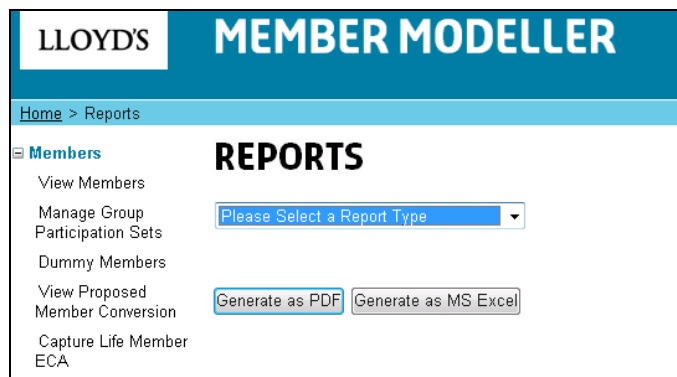 LLOYD'S
MEMBER MODELLER
Home > Reports
Members
View Members
Manage Group
Participation Sets
Dummy Members
View Proposed
Member Conversion
Capture Life Member
ECA
REPORTS
Please Select a Report Type
Generate as PDF Generate as MS Excel